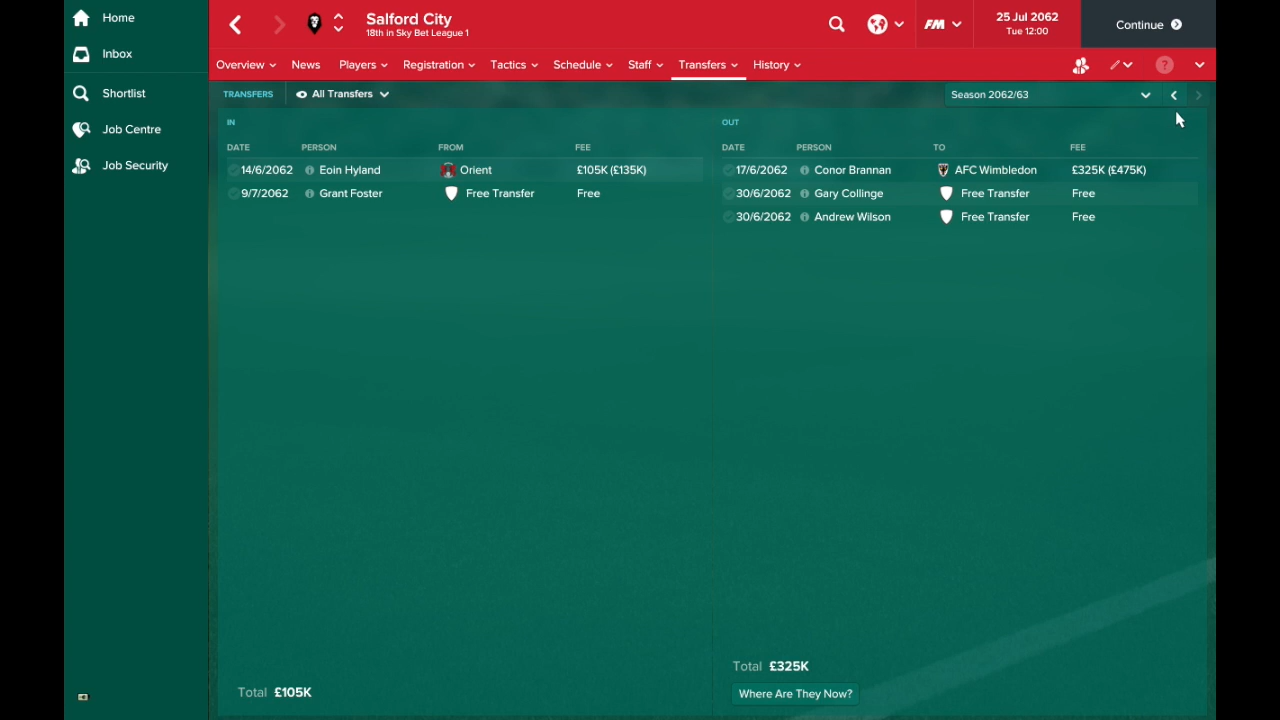 Home
Inbox
Shortlist
Job Centre
Job Security
Salford City
18th in Sky Bet League 1
FM
25 Jul 2062
Tue 12:00
Continue
Overview
News
Players
Registration
Tactics
Schedule
Staff
Transfers
History
?
TRANSFERS
All Transfers
Season 2062/63
IN
DATE PERSON FROM FEE
14/6/2062 Eoin Hyland Orient £105K (£135K)
9/7/2062 Grant Foster Free Transfer Free
Total £105K
OUT
DATE PERSON TO FEE
17/6/2062 Conor Brannan AFC Wimbledon £325K (£475K)
30/6/2062 Gary Collinge Free Transfer Free
30/6/2062 Andrew Wilson Free Transfer Free
Total £325K
Where Are They Now?